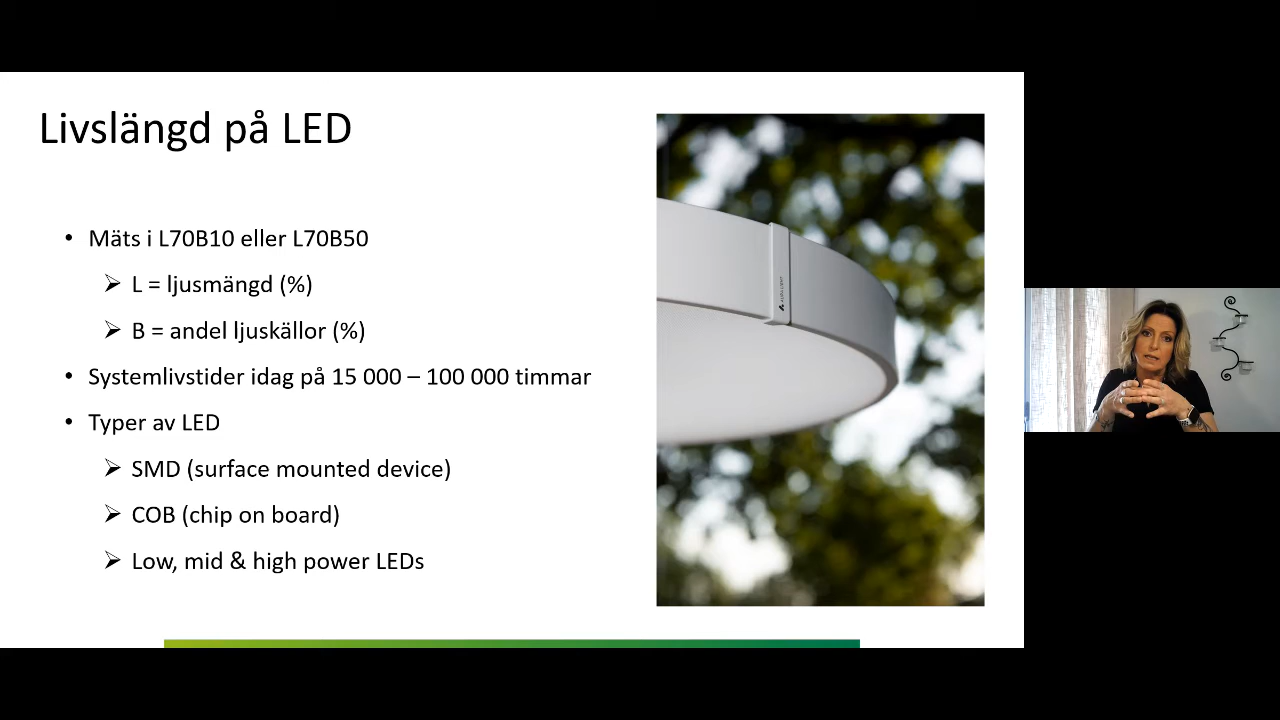 Livslängd på LED
• Mäts i L70B10 eller L70B50
➢ L = ljusmängd (%)
➢ B = andel ljuskällor (%)
• Systemlivstider idag på 15 000 – 100 000 timmar
• Typer av LED
➢ SMD (surface mounted device)
➢ COB (chip on board)
➢ Low, mid & high power LEDs